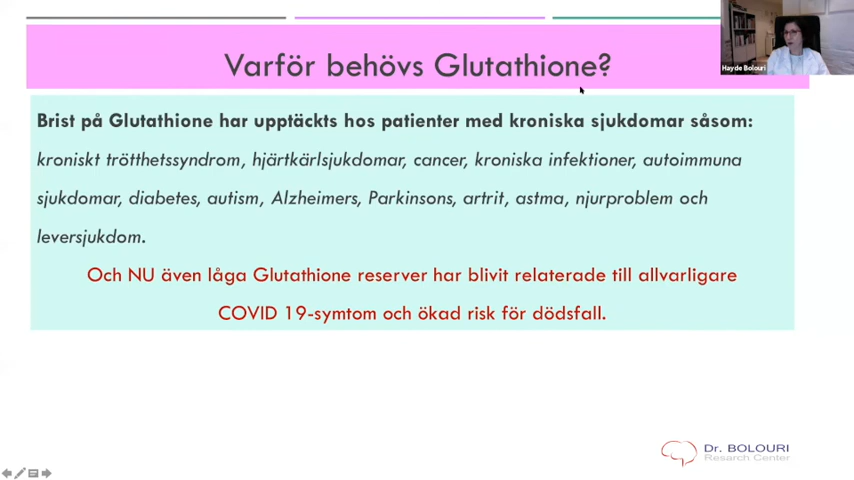 Varför behövs Glutathione?
Hayde Bolouri
Brist på Glutathione har upptäckts hos patienter med kroniska sjukdomar såsom:
kroniskt trötthetssyndrom, hjärtkärlsjukdomar, cancer, kroniska infektioner, autoimmuna
sjukdomar, diabetes, autism, Alzheimers, Parkinsons, artrit, astma, njurproblem och
leversjukdom.
Och NU även låga Glutathione reserver har blivit relaterade till allvarligare
COVID 19-symtom och ökad risk för dödsfall.
Dr. BOLOURI
Resarch Center